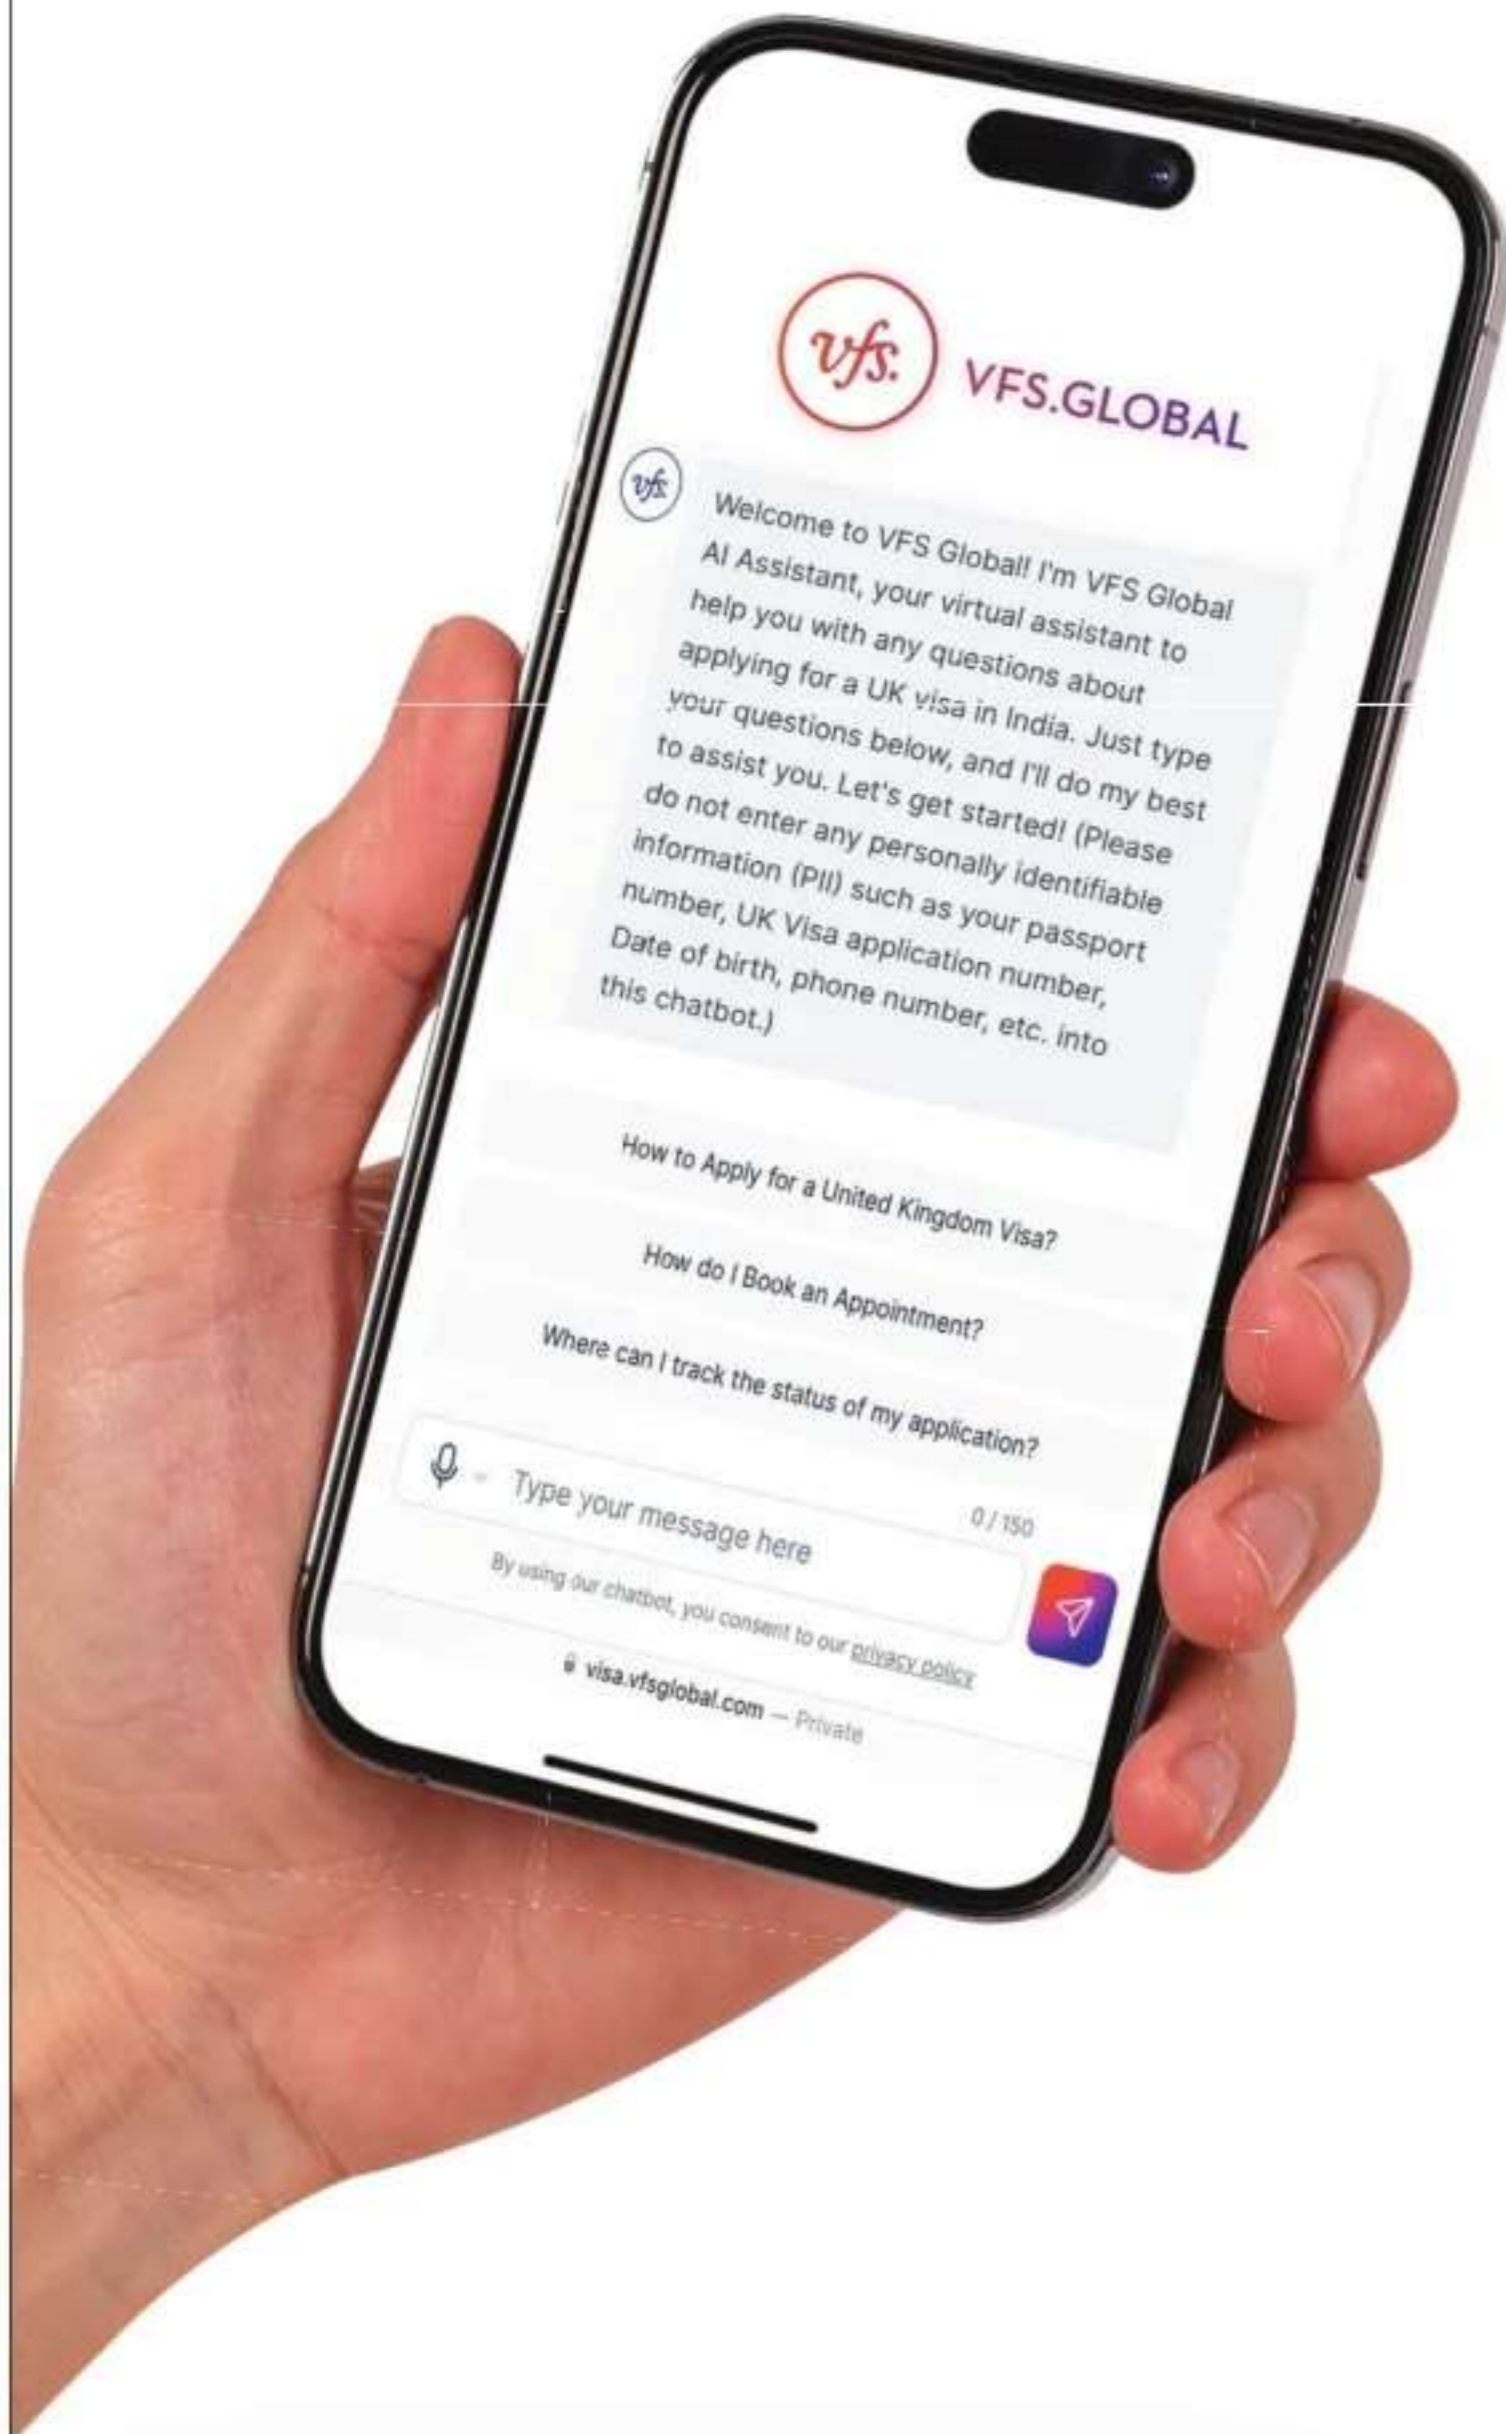 vfs.
VFS.GLOBAL
vfs.
Welcome to VFS Global! I'm VFS Global
AI Assistant, your virtual assistant to
help you with any questions about
applying for a UK visa in India. Just type
your questions below, and I'll do my best
to assist you. Let's get started! (Please
do not enter any personally identifiable
information (PII) such as your passport
number, UK Visa application number,
Date of birth, phone number, etc. into
this chatbot.)
How to Apply for a United Kingdom Visa?
How do I Book an Appointment?
Where can I track the status of my application?
0 / 150
Type your message here
By using our chatbot, you consent to our privacy policy
visa.vfsglobal.com — Private